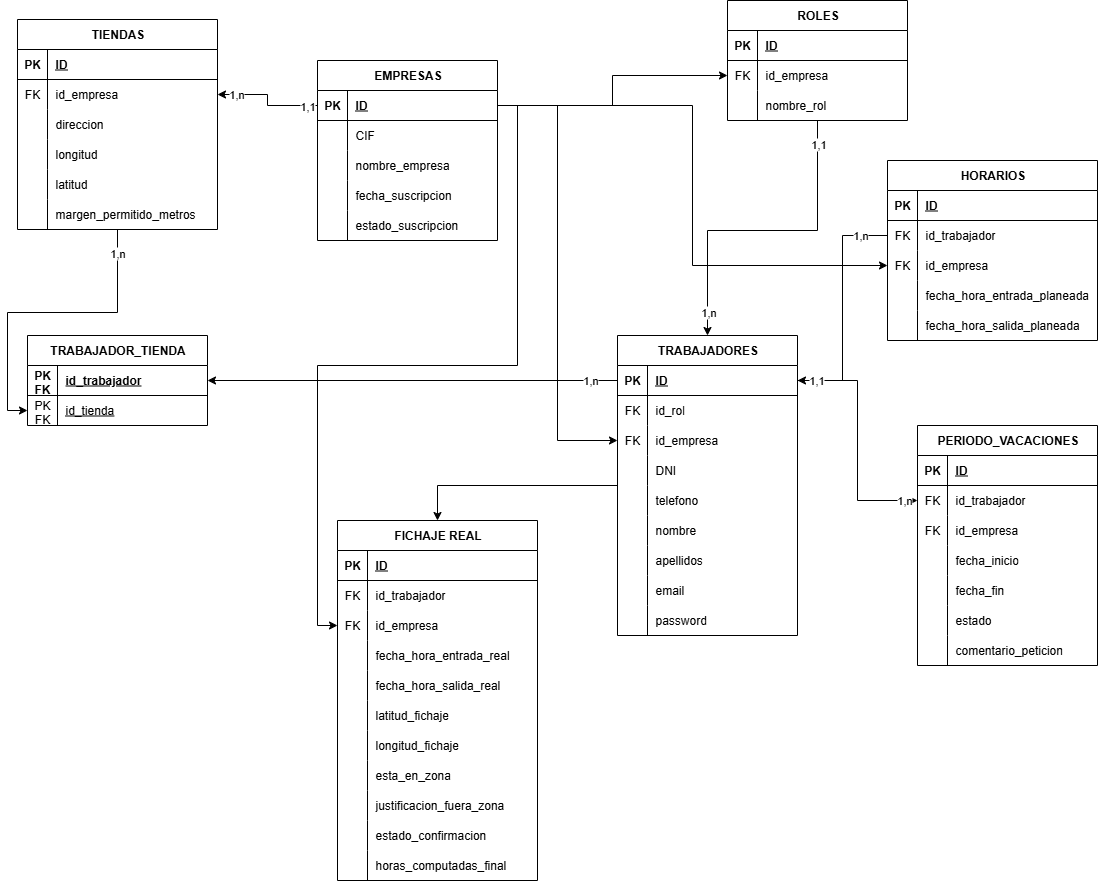 TIENDAS
PK ID
FK id_empresa
direccion
longitud
latitud
margen_permitido_metros
1,n
1,1
1,n
EMPRESAS
PK ID
CIF
nombre_empresa
fecha_suscripcion
estado_suscripcion
ROLES
PK ID
FK id_empresa
nombre_rol
1,1
1,n
HORARIOS
PK ID
FK id_trabajador
FK id_empresa
fecha_hora_entrada_planeada
fecha_hora_salida_planeada
1,n
TRABAJADOR_TIENDA
PK
FK id_trabajador
PK
FK id_tienda
1,n
TRABAJADORES
PK ID
FK id_rol
FK id_empresa
DNI
telefono
nombre
apellidos
email
password
1,1
1,n
PERIODO_VACACIONES
PK ID
FK id_trabajador
FK id_empresa
fecha_inicio
fecha_fin
estado
comentario_peticion
FICHAJE REAL
PK ID
FK id_trabajador
FK id_empresa
fecha_hora_entrada_real
fecha_hora_salida_real
latitud_fichaje
longitud_fichaje
esta_en_zona
justificacion_fuera_zona
estado_confirmacion
horas_computadas_final